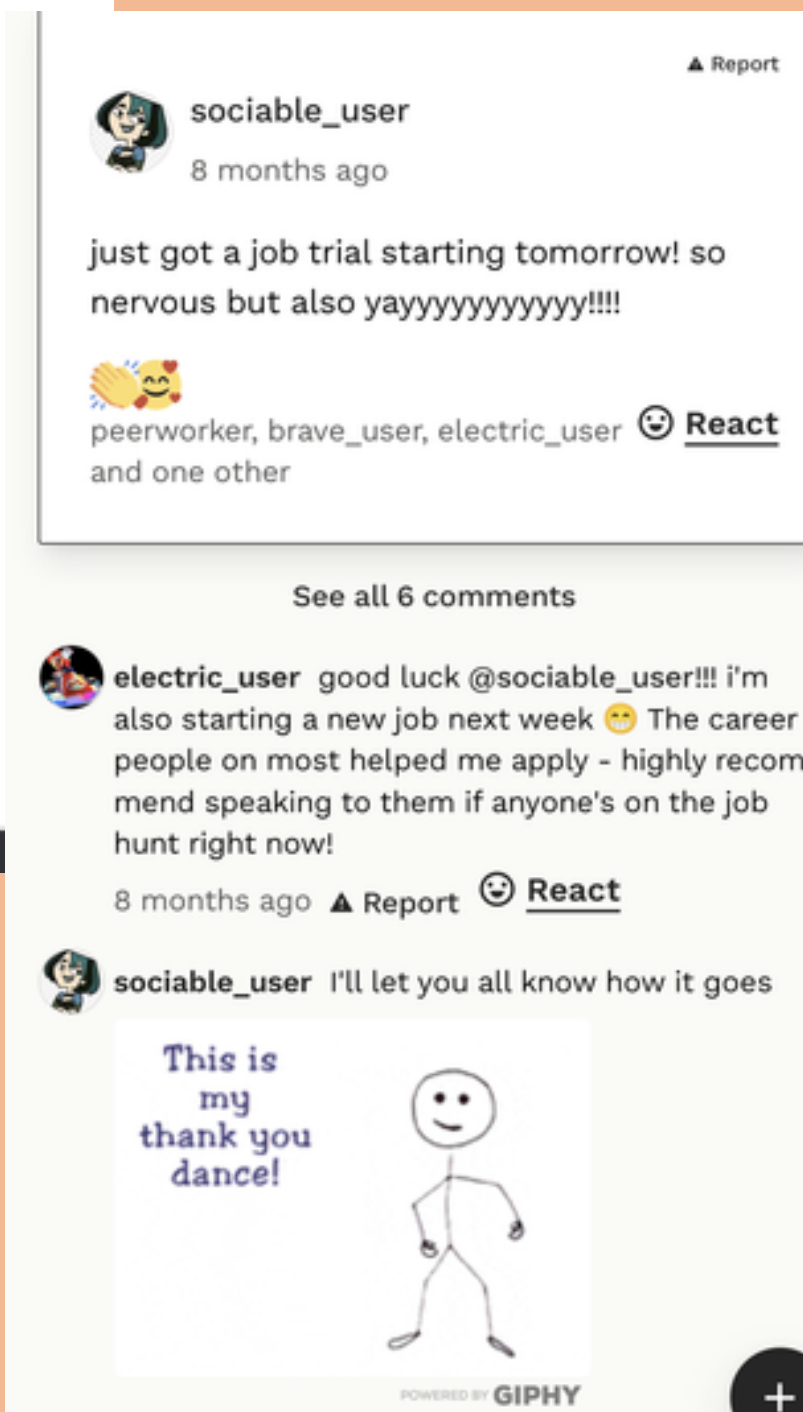 Report
sociable_user
8 months ago
just got a job trial starting tomorrow! so
nervous but also yayyyyyyyyyyy!!!!
peerworker, brave_user, electric_user React
and one other
See all 6 comments
electric_user good luck @sociable_user!!! i'm
also starting a new job next week 😁 The career
people on most helped me apply - highly recom
mend speaking to them if anyone's on the job
hunt right now!
8 months ago Report React
sociable_user I'll let you all know how it goes
This is
my
thank you
dance!
POWERED BY GIPHY